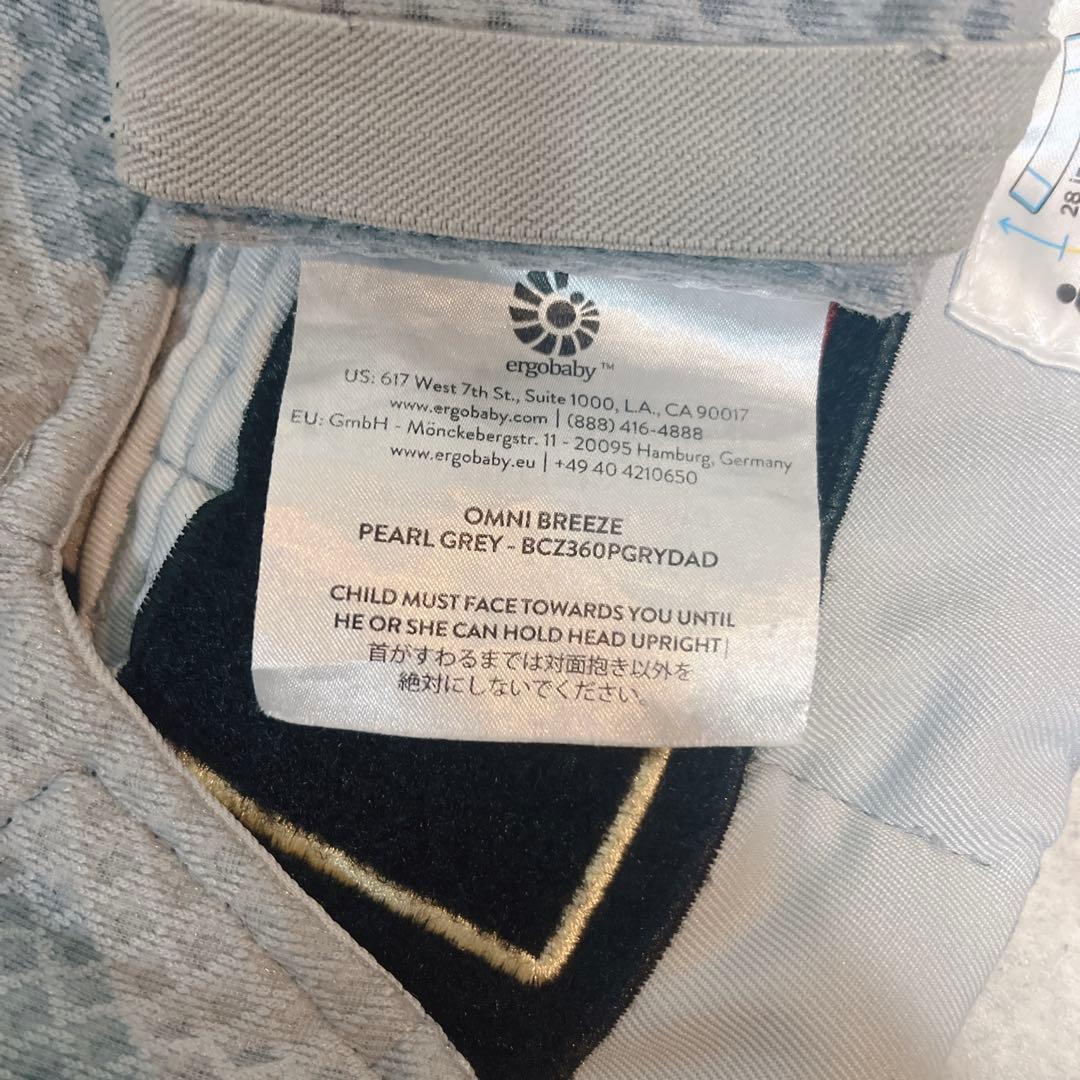 ergobaby™
US: 617 West 7th St., Suite 1000, L.A., CA 90017
www.ergobaby.com | (888) 416-4888
EU: GmbH - Mönckebergstr. 11 - 20095 Hamburg, Germany
www.ergobaby.eu | +49 40 4210650
OMNI BREEZE
PEARL GREY - BCZ360PGRYDAD
CHILD MUST FACE TOWARDS YOU UNTIL
HE OR SHE CAN HOLD HEAD UPRIGHT |
首がすわるまでは対面抱き以外を
絶対にしないでください。
28